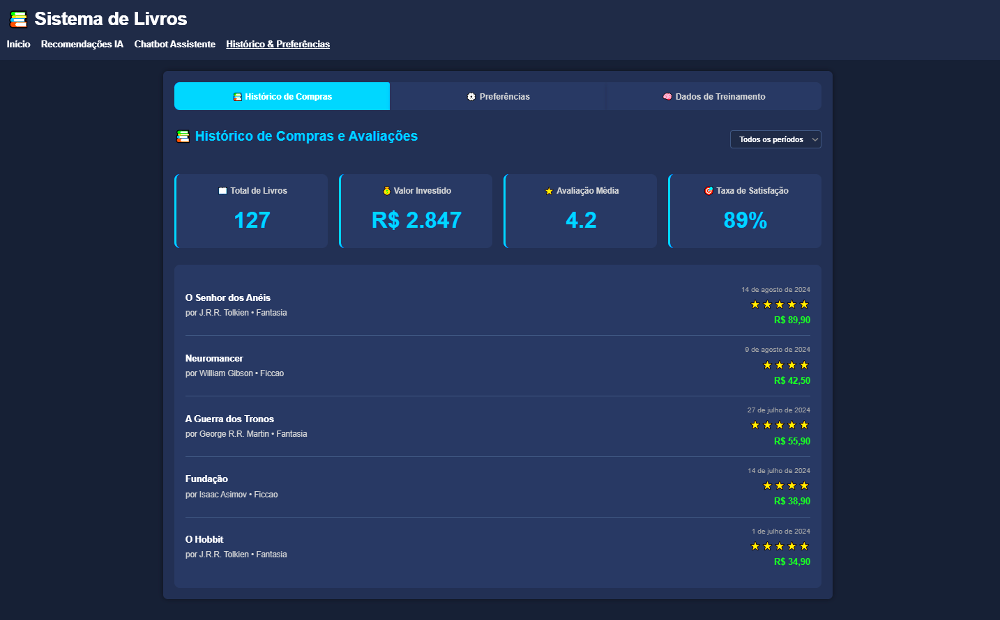 Sistema de Livros
Início Recomendações IA Chatbot Assistente Histórico & Preferências
Histórico de Compras Preferências Dados de Treinamento
Histórico de Compras e Avaliações
Todos os períodos
Total de Livros
127
Valor Investido
R$ 2.847
Avaliação Média
4.2
Taxa de Satisfação
89%
O Senhor dos Anéis
por J.R.R. Tolkien • Fantasia
14 de agosto de 2024
R$ 89,90
Neuromancer
por William Gibson • Ficcao
9 de agosto de 2024
R$ 42,50
A Guerra dos Tronos
por George R.R. Martin • Fantasia
27 de julho de 2024
R$ 55,90
Fundação
por Isaac Asimov • Ficcao
14 de julho de 2024
R$ 38,90
O Hobbit
por J.R.R. Tolkien • Fantasia
1 de julho de 2024
R$ 34,90